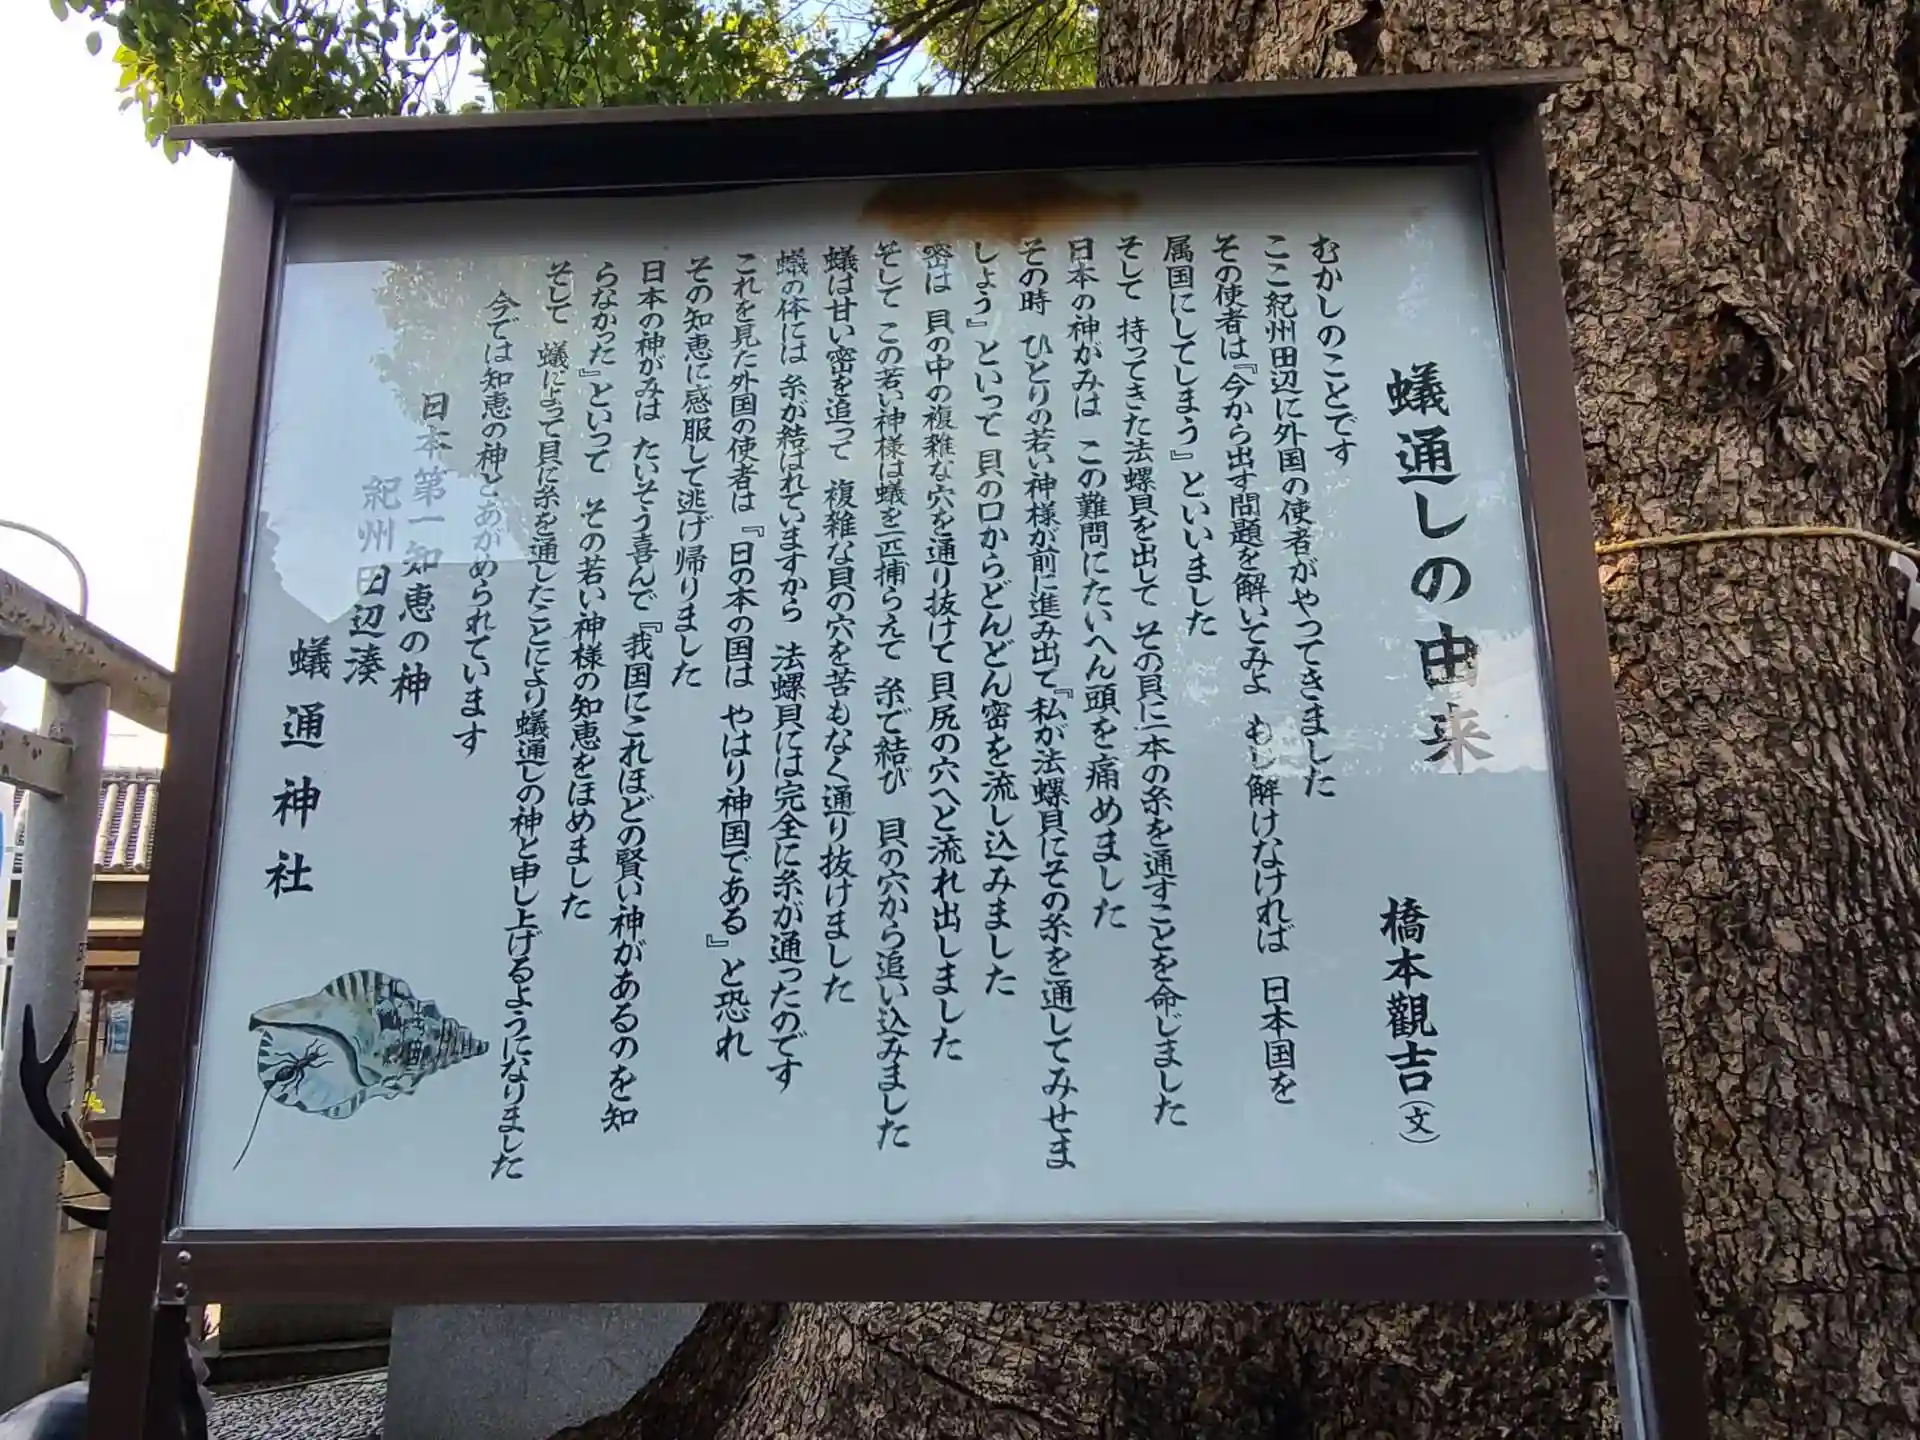 蟻通しの由来
橋本觀吉（文）
むかしのことです
ここ紀州田辺に外国の使者がやってきました
その使者は『今から出す問題を解いてみよ　もし解けなければ　日本国を
属国にしてしまう』といいました
そして　持ってきた法螺貝を出して　その貝に一本の糸を通すことを命じました
日本の神がみは　この難問にたいへん頭を痛めました
その時　ひとりの若い神様が前に進み出て『私が法螺貝にその糸を通してみせま
しょう』といって　貝の口からどんどん密を流し込みました
密は　貝の中の複雑な穴を通り抜けて　貝尻の穴へと流れ出しました
そして　この若い神様は蟻を一匹捕らえて　糸で結び　貝の穴から追い込みました
蟻は甘い密を追って　複雑な貝の穴を苦もなく通り抜けました
蟻の体には　糸が結ばれていますから　法螺貝には完全に糸が通ったのです
これを見た外国の使者は『日の本の国は　やはり神国である』と恐れ
その知恵に感服して逃げ帰りました
日本の神がみは　たいそう喜んで『我国にこれほどの賢い神があるのを知
らなかった』といって　その若い神様の知恵をほめました
そして　蟻によって貝に糸を通したことにより蟻通しの神と申し上げるようになりました
今では知恵の神とあがめられています
日本第一知恵の神
紀州田辺湊
蟻通神社